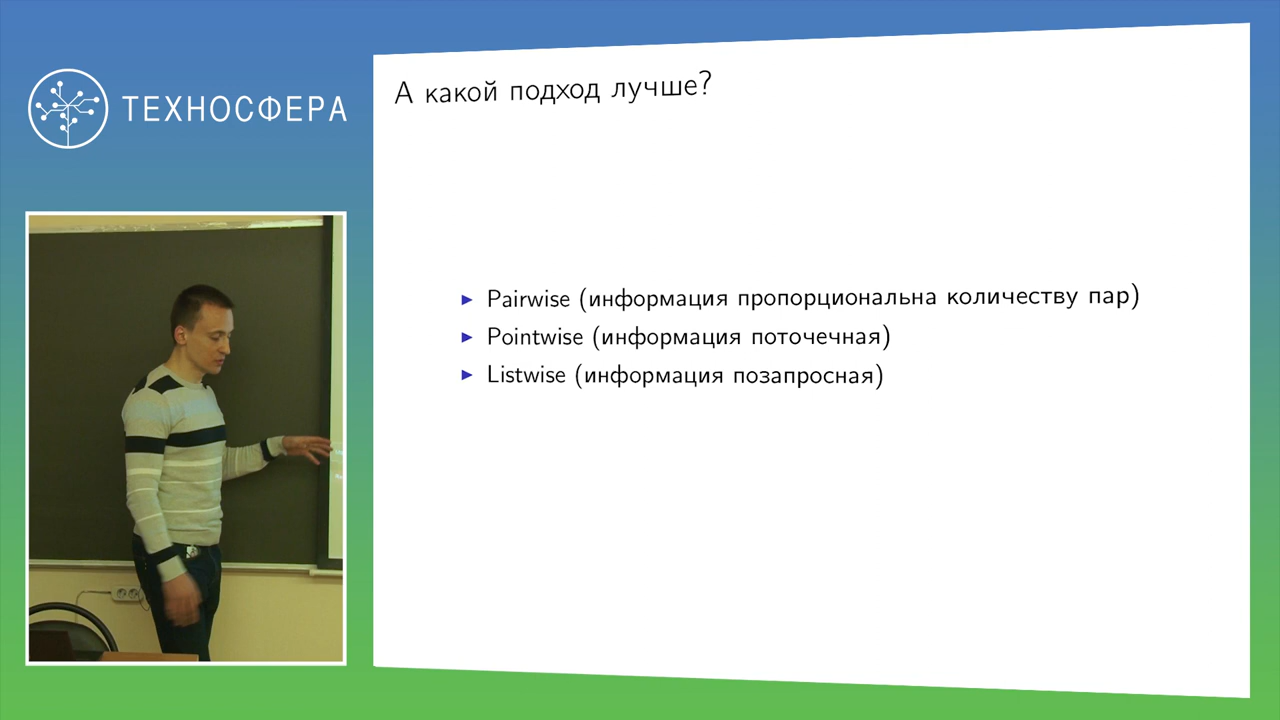 ТЕХНОСФЕРА
А какой подход лучше?
Pairwise (информация пропорциональна количеству пар)
Pointwise (информация поточечная)
Listwise (информация позапросная)